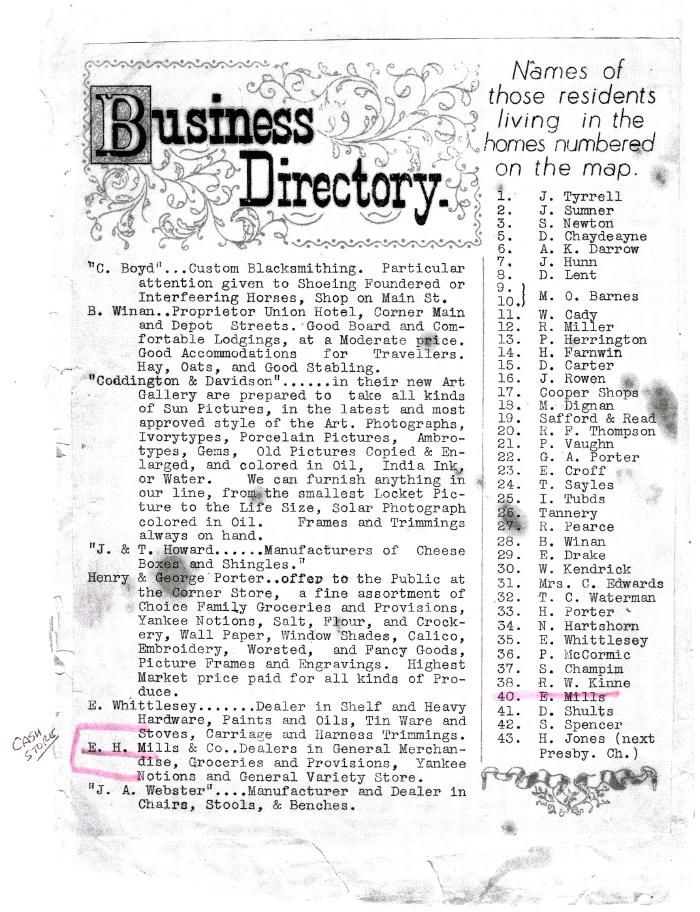 Business
Directory.
"C. Boyd"...Custom Blacksmithing. Particular
attention given to Shoeing Foundered or
Interfeering Horses, Shop on Main St.
B. Winan..Proprietor Union Hotel, Corner Main
and Depot Streets. Good Board and Com-
fortable Lodgings, at a Moderate price.
Good Accommodations for Travellers.
Hay, Oats, and Good Stabling.
"Coddington & Davidson"......in their new Art
Gallery are prepared to take all kinds
of Sun Pictures, in the latest and most
approved style of the Art. Photographs,
Ivorytypes, Porcelain Pictures, Ambro-
types, Gems, Old Pictures Copied & En-
larged, and colored in Oil, India Ink,
or Water. We can furnish anything in
our line, from the smallest Locket Pic-
ture to the Life Size, Solar Photograph
colored in Oil. Frames and Trimmings
always on hand.
"J. & T. Howard......Manufacturers of Cheese
Boxes and Shingles."
Henry & George Porter..offer to the Public at
the Corner Store, a fine assortment of
Choice Family Groceries and Provisions,
Yankee Notions, Salt, Flour, and Crock-
ery, Wall Paper, Window Shades, Calico,
Embroidery, Worsted, and Fancy Goods,
Picture Frames and Engravings. Highest
Market price paid for all kinds of Pro-
duce.
E. Whittlesey.......Dealer in Shelf and Heavy
Hardware, Paints and Oils, Tin Ware and
Stoves, Carriage and Harness Trimmings.
CASH
STORE
E. H. Mills & Co..Dealers in General Merchan-
dise, Groceries and Provisions, Yankee
Notions and General Variety Store.
"J. A. Webster"....Manufacturer and Dealer in
Chairs, Stools, & Benches.
Names of
those residents
living in the
homes numbered
on the map.
1. J. Tyrrell
2. J. Sumner
3. S. Newton
5. D. Chaydeayne
6. A. K. Darrow
7. J. Hunn
8. D. Lent
9.
10. M. O. Barnes
11. W. Cady
12. R. Miller
13. P. Herrington
14. H. Farnwin
15. D. Carter
16. J. Rowen
17. Cooper Shops
18. M. Dignan
19. Safford & Read
20. R. F. Thompson
21. P. Vaughn
22. G. A. Porter
23. E. Croff
24. T. Sayles
25. I. Tubds
26. Tannery
27. R. Pearce
28. B. Winan
29. E. Drake
30. W. Kendrick
31. Mrs. C. Edwards
32. T. C. Waterman
33. H. Porter
34. N. Hartshorn
35. E. Whittlesey
36. P. McCormic
37. S. Champim
38. R. W. Kinne
40. E. Mills
41. D. Shults
42. S. Spencer
43. H. Jones (next
Presby. Ch.)